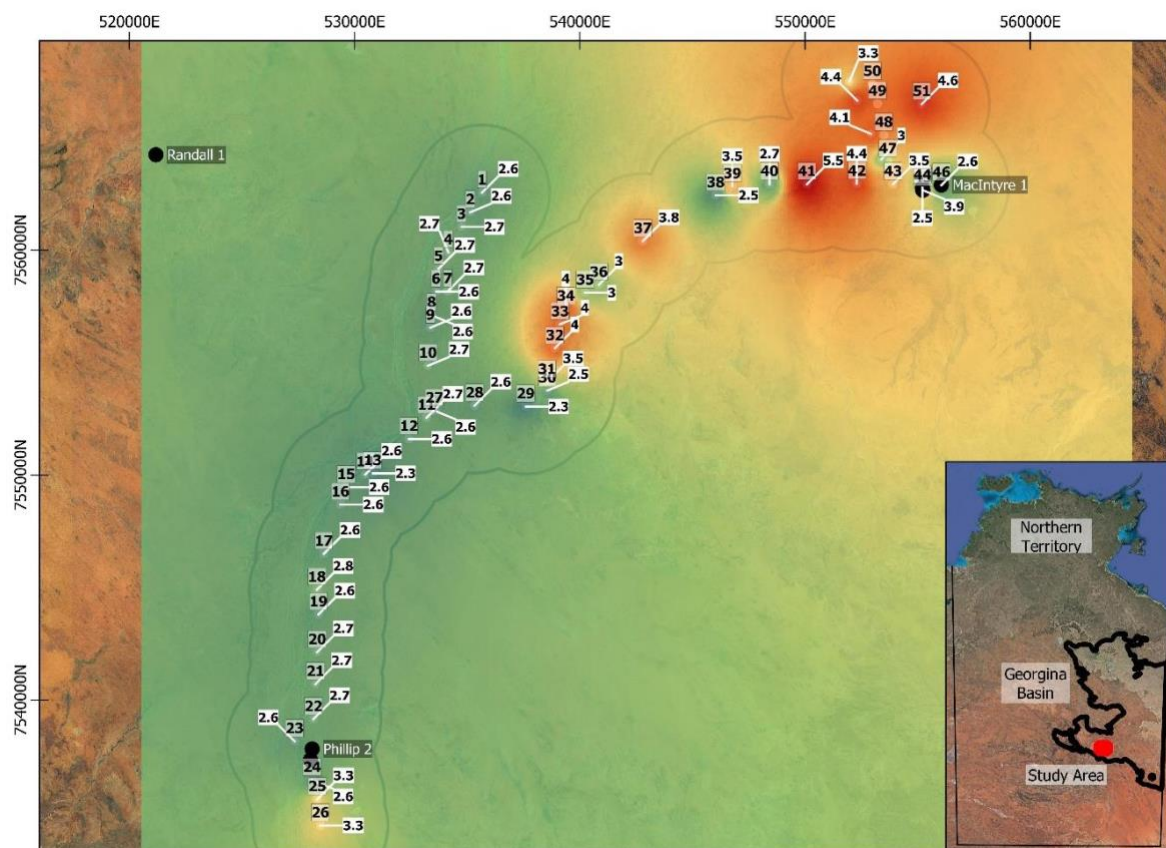 520000E 530000E 540000E 550000E 560000E
3.3
50
4.4 49 51 4.6
4.1 48
3
Randall 1
47
3.5 2.7 4.4 3.5 2.6
39 40 41 5.5 42 43 44 46
MacIntyre 1
38 2.5
2.5 3.9
1 2.6
2 2.6
3 2.7
2.7 4
37 3.8
7560000N
5 2.7
6 7 2.7
2.6
36 3
4 35
34 3
8
9 2.6
2.6
33 4
32 4
10 2.7
31 3.5
30 2.5
27 2.7 28 2.6 29
2.3
11 2.6
12 2.6
13 2.6
2.3
7550000N
15 2.6
16 2.6
17 2.6
18 2.8
19 2.6
20 2.7
21 2.7
22 2.7
7540000N
2.6 23
Phillip 2
24
25 3.3
2.6
26
3.3
Northern
Territory
Georgina
Basin
Study Area